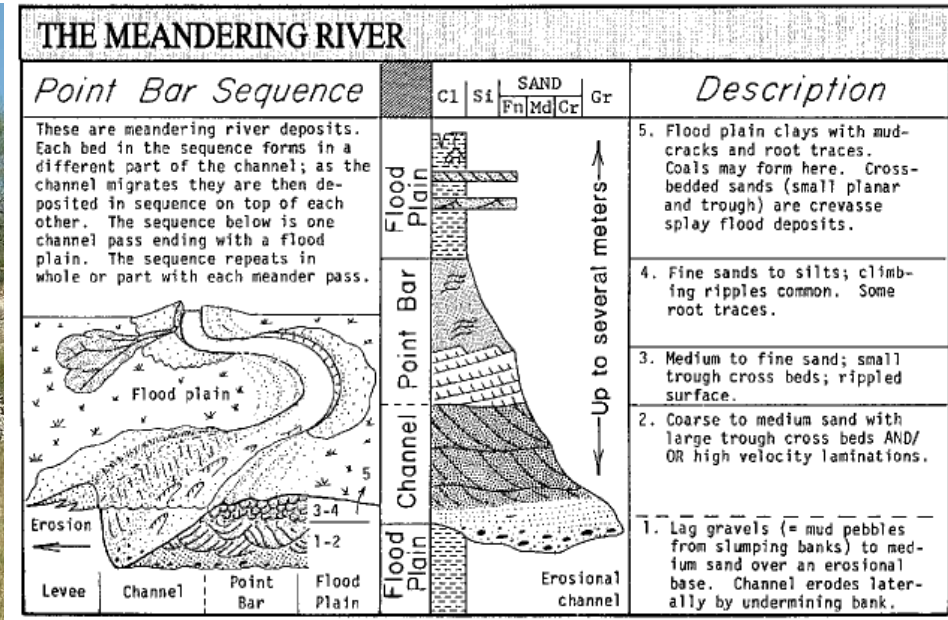 THE MEANDERING RIVER
Point Bar Sequence
These are meandering river deposits.
Each bed in the sequence forms in a
different part of the channel; as the
channel migrates they are then de-
posited in sequence on top of each
other. The sequence below is one
channel pass ending with a flood
plain. The sequence repeats in
whole or part with each meander pass.
Flood plain
5
3-4
1-2
Erosion
Levee
Channel
Point
Bar
Flood
Plain
Cl
Si
SAND
Fn Md Cr
Gr
Flood
Plain
Point Bar
Channel
Flood
Plain
Up to several meters
Erosional
channel
Description
5. Flood plain clays with mud-
cracks and root traces.
Coals may form here. Cross-
bedded sands (small planar
and trough) are crevasse
splay flood deposits.
4. Fine sands to silts; climb-
ing ripples common. Some
root traces.
3. Medium to fine sand; small
trough cross beds; rippled
surface.
2. Coarse to medium sand with
large trough cross beds AND/
OR high velocity laminations.
1. Lag gravels (= mud pebbles
from slumping banks) to med-
ium sand over an erosional
base. Channel erodes later-
ally by undermining bank.